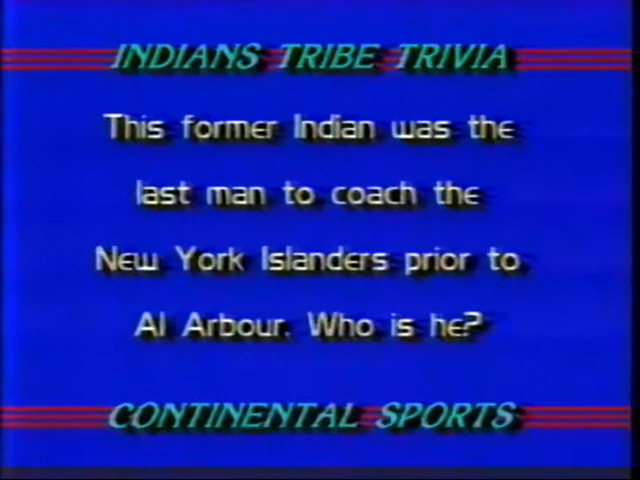 INDIANS TRIBE TRIVIA
This former Indian was the
last man to coach the
New York Islanders prior to
Al Arbour. Who is he?
CONTINENTAL SPORTS